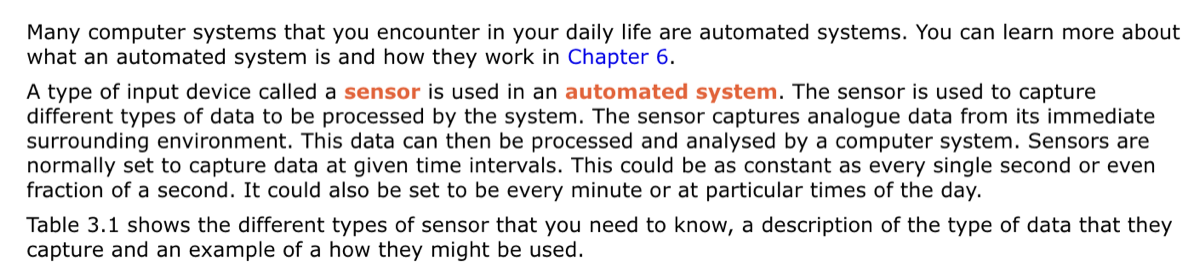 Many computer systems that you encounter in your daily life are automated systems. You can learn more about
what an automated system is and how they work in Chapter 6.
A type of input device called a sensor is used in an automated system. The sensor is used to capture
different types of data to be processed by the system. The sensor captures analogue data from its immediate
surrounding environment. This data can then be processed and analysed by a computer system. Sensors are
normally set to capture data at given time intervals. This could be as constant as every single second or even
fraction of a second. It could also be set to be every minute or at particular times of the day.
Table 3.1 shows the different types of sensor that you need to know, a description of the type of data that they
capture and an example of a how they might be used.